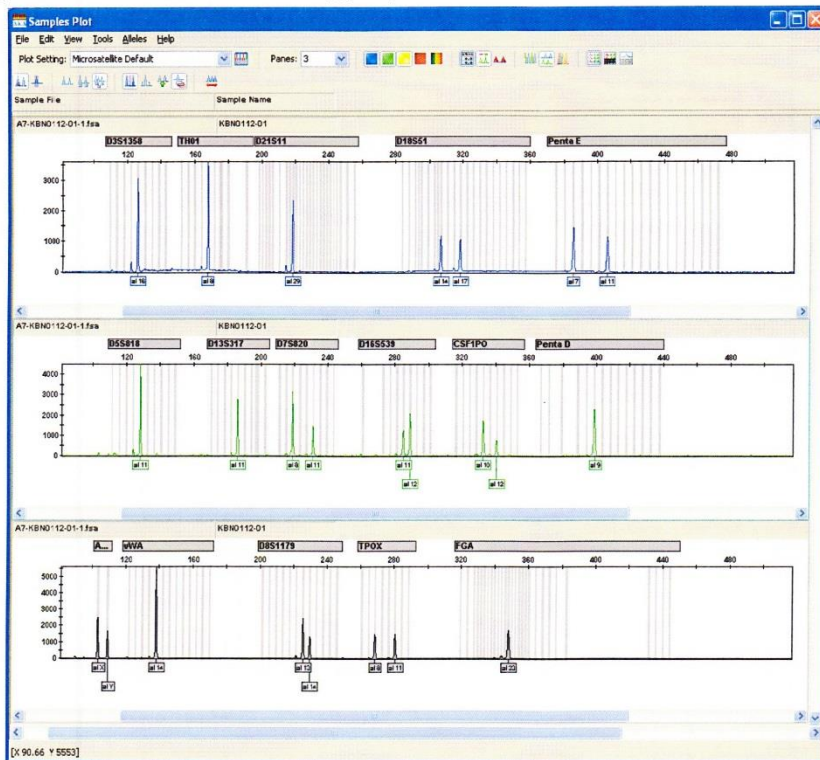 Samples Plot
File Edit View Tools Alleles Help
Plot Setting: Microsatellite Default Panes: 3
Sample File Sample Name
A7-KBN0112-01-1.fsa KBN0112-01
D3S1358 TH01 D21S11 D18S51 Penta E
120 160 200 240 280 320 360 400 440 480
3000
2000
1000
0
al 16 al 8 al 29 al 14 al 17 al 7 al 11
A7-KBN0112-01-1.fsa KBN0112-01
D5S818 D13S317 D7S820 D16S539 CSF1PO Penta D
120 160 200 240 280 320 360 400 440 480
4000
3000
2000
1000
0
al 11 al 11 al 8 al 11 al 11 al 10 al 9
al 12 al 12
A7-KBN0112-01-1.fsa KBN0112-01
A... vWA D8S1179 TPOX FGA
120 160 200 240 280 320 360 400 440 480
5000
4000
3000
2000
1000
0
al X al 14 al 13 al 8 al 11 al 23
al Y al 14
[X 90.66 Y 5553]